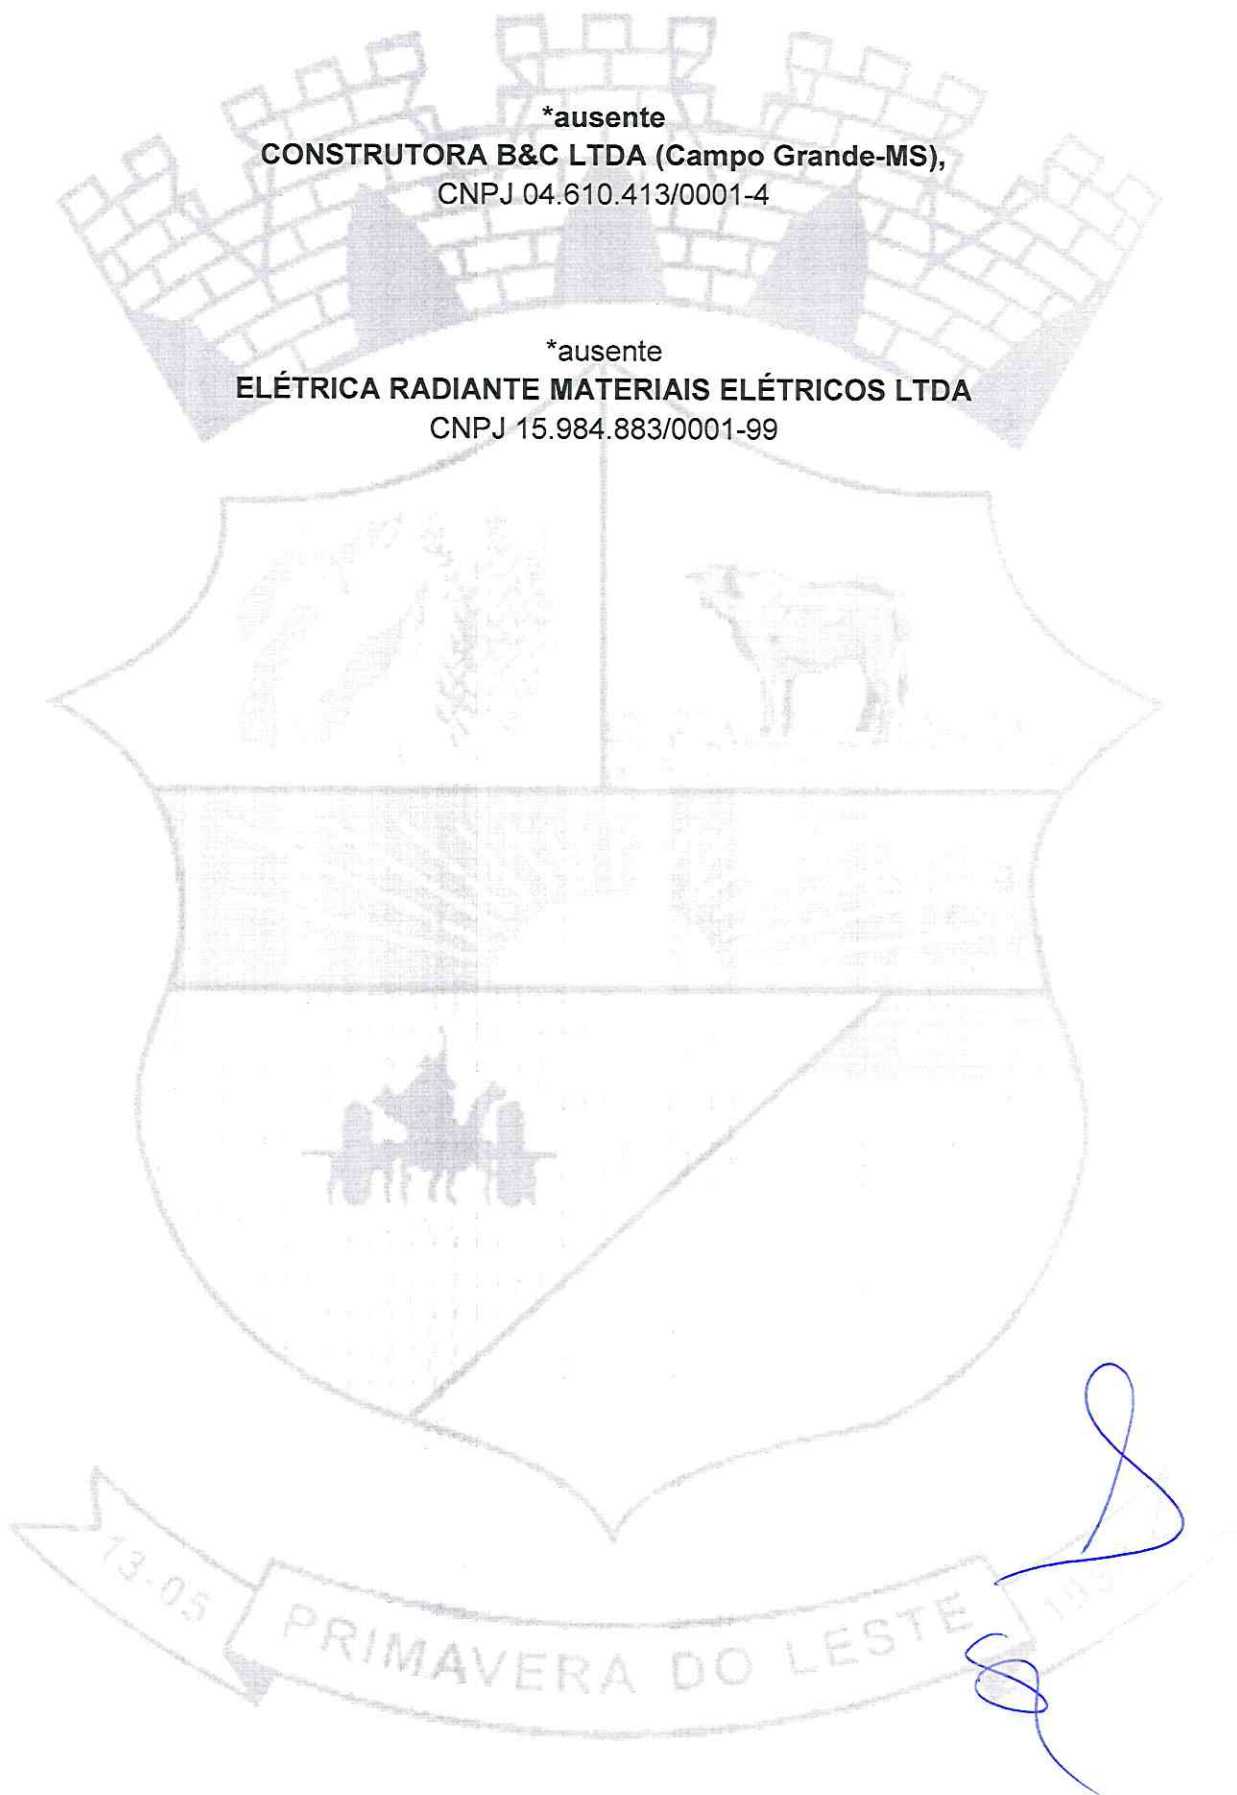 *ausente
CONSTRUTORA B&C LTDA (Campo Grande-MS),
CNPJ 04.610.413/0001-4
*ausente
ELÉTRICA RADIANTE MATERIAIS ELÉTRICOS LTDA
CNPJ 15.984.883/0001-99
13-05
PRIMAVERA DO LESTE